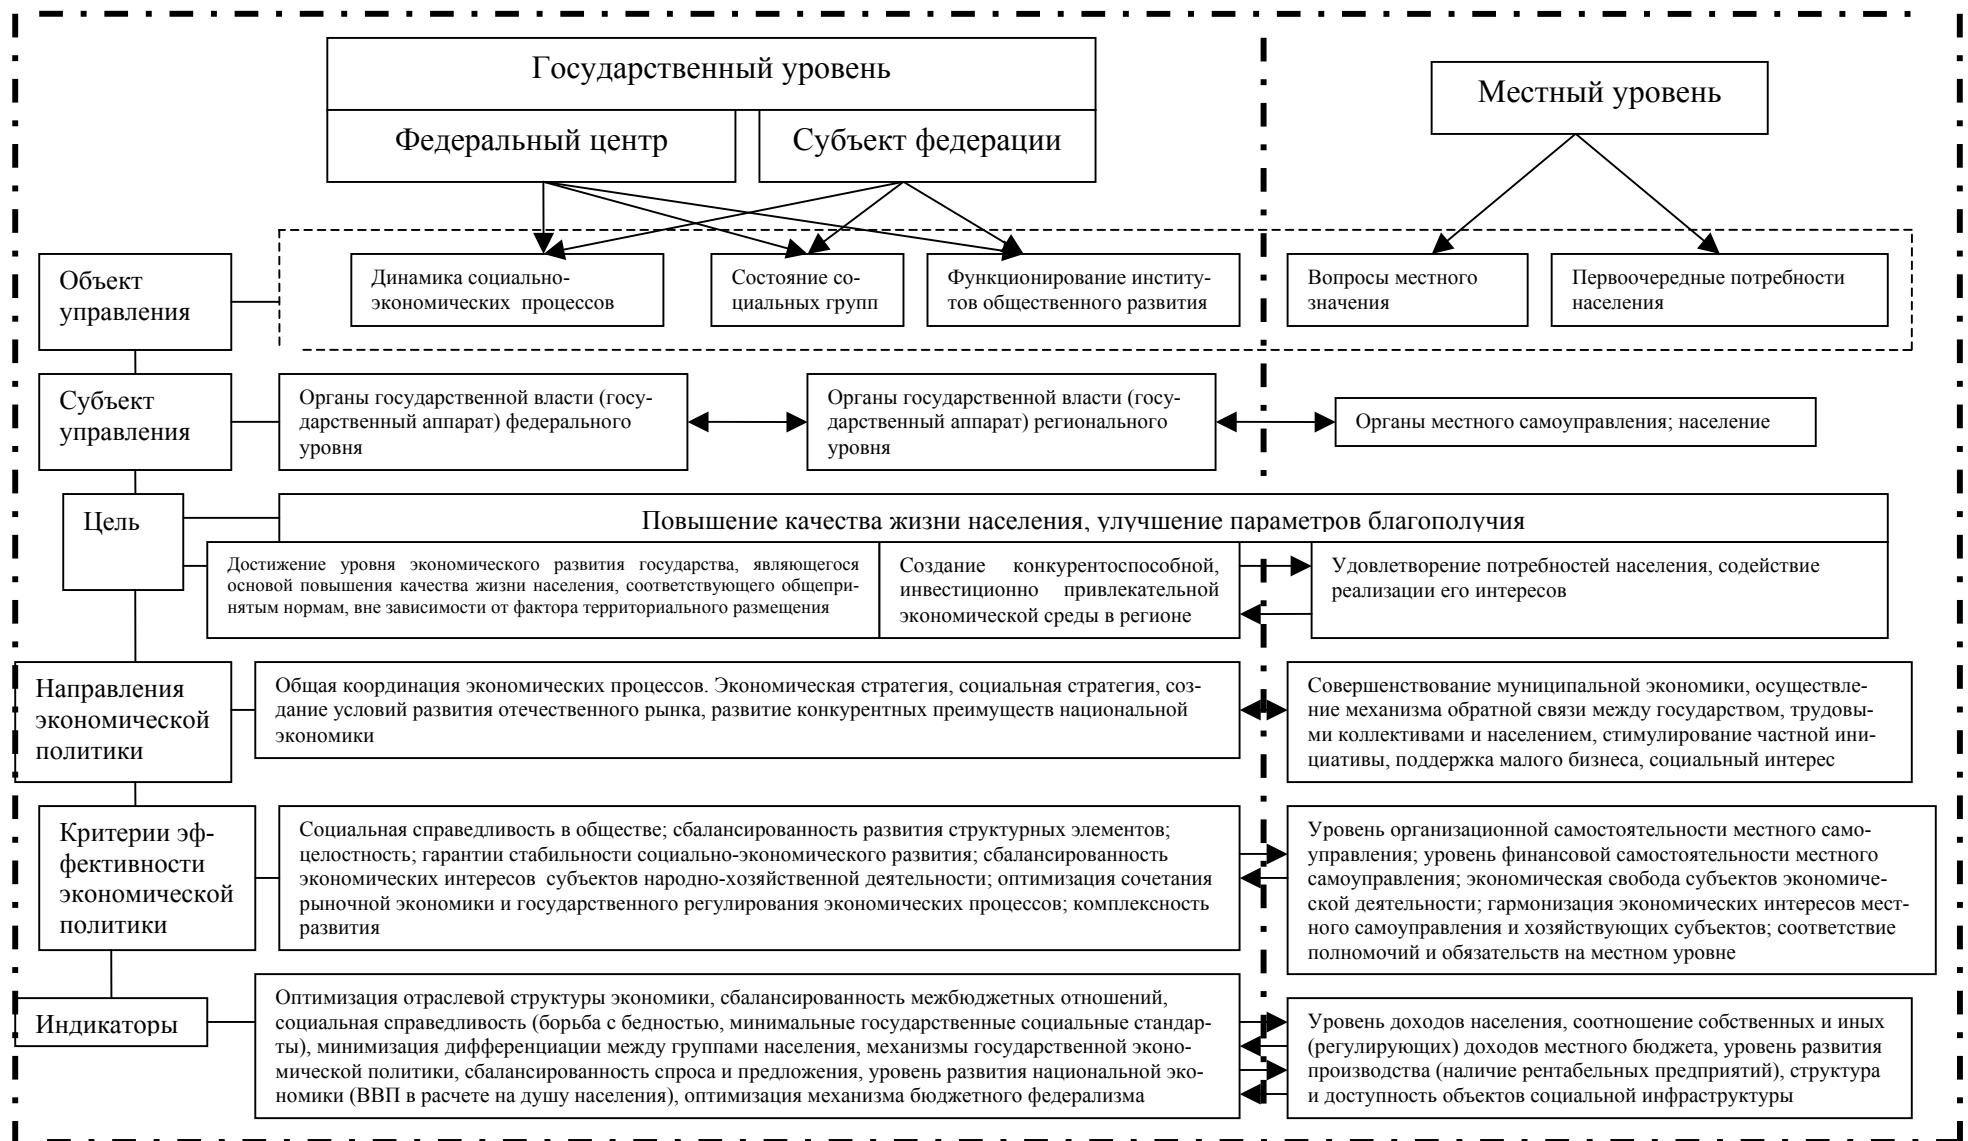 Государственный уровень
Местный уровень
Федеральный центр
Субъект федерации
Объект
управления
Динамика социально-
экономических процессов
Состояние со-
циальных групп
Функционирование институ-
тов общественного развития
Вопросы местного
значения
Первоочередные потребности
населения
Субъект
управления
Органы государственной власти (госу-
дарственный аппарат) федерального
уровня
Органы государственной власти (госу-
дарственный аппарат) регионального
уровня
Органы местного самоуправления; население
Цель
Повышение качества жизни населения, улучшение параметров благополучия
Достижение уровня экономического развития государства, являющегося
основой повышения качества жизни населения, соответствующего общепри-
нятым нормам, вне зависимости от фактора территориального размещения
Создание конкурентоспособной,
инвестиционно привлекательной
экономической среды в регионе
Удовлетворение потребностей населения, содействие
реализации его интересов
Направления
экономической
политики
Общая координация экономических процессов. Экономическая стратегия, социальная стратегия, соз-
дание условий развития отечественного рынка, развитие конкурентных преимуществ национальной
экономики
Совершенствование муниципальной экономики, осуществле-
ние механизма обратной связи между государством, трудовы-
ми коллективами и населением, стимулирование частной ини-
циативы, поддержка малого бизнеса, социальный интерес
Критерии эф-
фективности
экономической
политики
Социальная справедливость в обществе; сбалансированность развития структурных элементов;
целостность; гарантии стабильности социально-экономического развития; сбалансированность
экономических интересов субъектов народно-хозяйственной деятельности; оптимизация сочетания
рыночной экономики и государственного регулирования экономических процессов; комплексность
развития
Уровень организационной самостоятельности местного само-
управления; уровень финансовой самостоятельности местного
самоуправления; экономическая свобода субъектов экономиче-
ской деятельности; гармонизация экономических интересов мест-
ного самоуправления и хозяйствующих субъектов; соответствие
полномочий и обязательств на местном уровне
Индикаторы
Оптимизация отраслевой структуры экономики, сбалансированность межбюджетных отношений,
социальная справедливость (борьба с бедностью, минимальные государственные социальные стандар-
ты), минимизация дифференциации между группами населения, механизмы государственной эконо-
мической политики, сбалансированность спроса и предложения, уровень развития национальной эко-
номики (ВВП в расчете на душу населения), оптимизация механизма бюджетного федерализма
Уровень доходов населения, соотношение собственных и иных
(регулирующих) доходов местного бюджета, уровень развития
производства (наличие рентабельных предприятий), структура
и доступность объектов социальной инфраструктуры